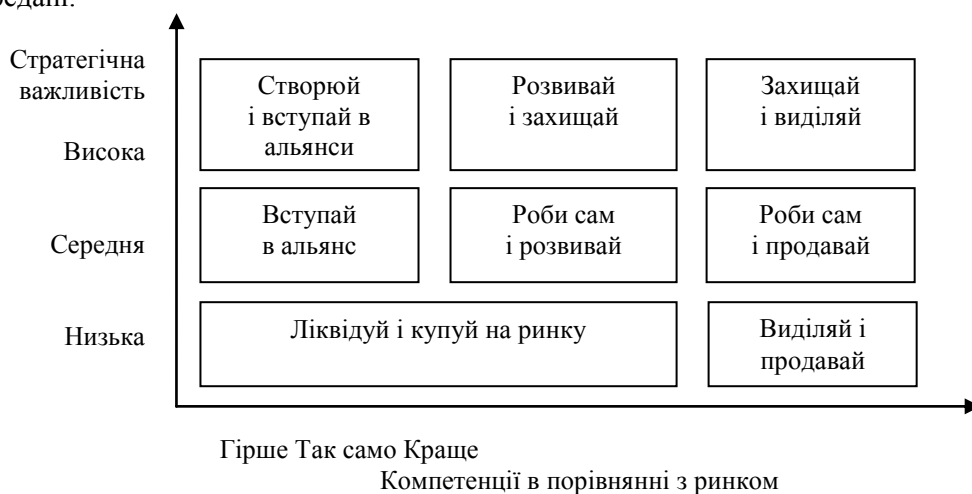 Стратегічна
важливість
Створюй
і вступай в
альянси
Розвивай
і захищай
Захищай
і виділяй
Висока
Вступай
в альянс
Роби сам
і розвивай
Роби сам
і продавай
Середня
Ліквідуй і купуй на ринку
Виділяй і
продавай
Низька
Гірше Так само Краще
Компетенції в порівнянні з ринком